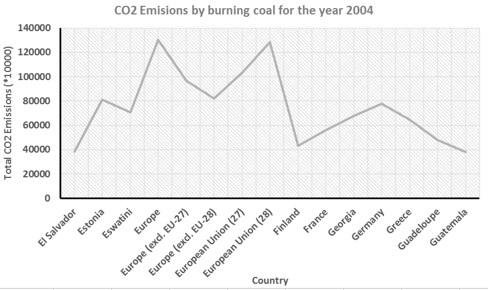 CO2 Emisions by burning coal for the year 2004
Total CO2 Emissions (*10000)
140000
120000
100000
80000
60000
40000
20000
0
El Salvador
Estonia
Eswatini
Europe
Europe (excl. EU-27)
Europe (excl. EU-28)
European Union (27)
European Union (28)
Finland
France
Georgia
Germany
Greece
Guadeloupe
Guatemala
Country